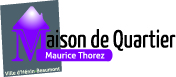 Maison de Quartier
Maurice Thorez
Ville d'Hénin-Beaumont